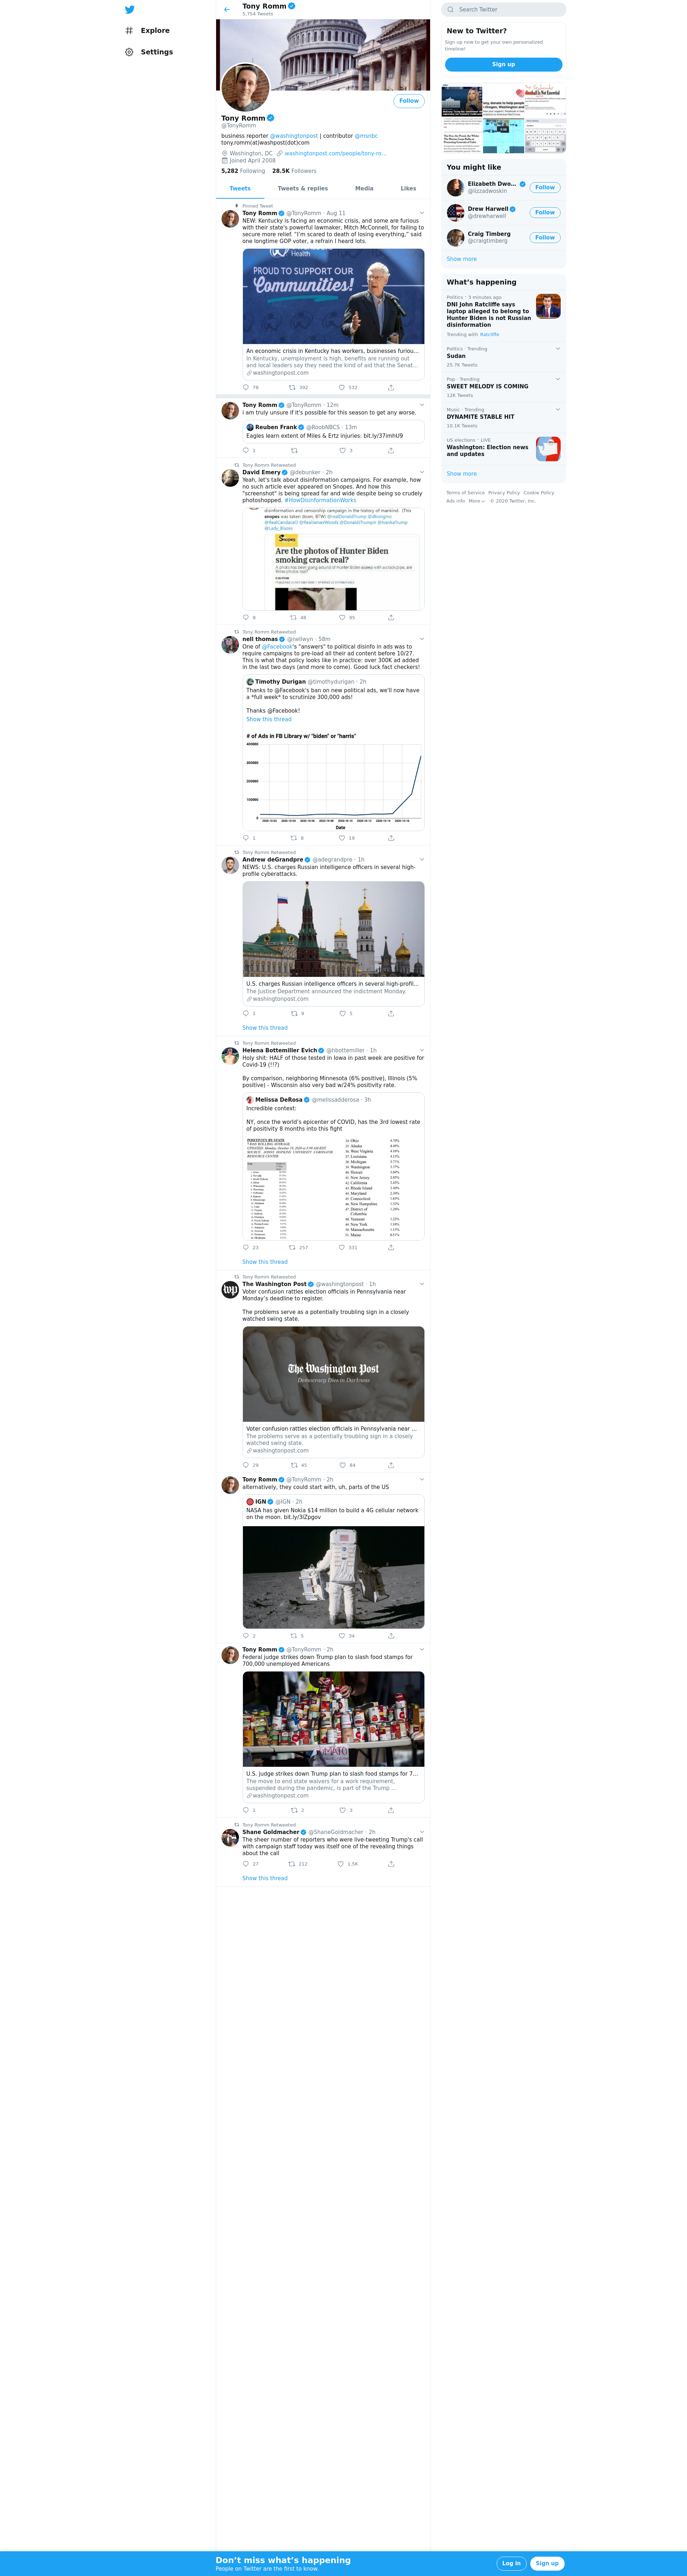 Explore
Settings
Tony Romm
5,754 Tweets
Follow
Tony Romm
@TonyRomm
business reporter @washingtonpost | contributor @msnbc
tony.romm(at)washpost(dot)com
Washington, DC washingtonpost.com/people/tony-ro...
Joined April 2008
5,282 Following 28.5K Followers
Tweets Tweets & replies Media Likes
Pinned Tweet
Tony Romm @TonyRomm · Aug 11
NEW: Kentucky is facing an economic crisis, and some are furious
with their state's powerful lawmaker, Mitch McConnell, for failing to
secure more relief. "I'm scared to death of losing everything," said
one longtime GOP voter, a refrain I heard lots.
Health
PROUD TO SUPPORT OUR
Communities!
An economic crisis in Kentucky has workers, businesses furiou...
In Kentucky, unemployment is high, benefits are running out
and local leaders say they need the kind of aid that the Senat...
washingtonpost.com
78 392 532
Tony Romm @TonyRomm · 12m
i am truly unsure if it's possible for this season to get any worse.
Reuben Frank @RoobNBCS · 13m
Eagles learn extent of Miles & Ertz injuries: bit.ly/37imhU9
1 3
Tony Romm Retweeted
David Emery @debunker · 2h
Yeah, let's talk about disinformation campaigns. For example, how
no such article ever appeared on Snopes. And how this
"screenshot" is being spread far and wide despite being so crudely
photoshopped. #HowDisinformationWorks
disinformation and censorship campaign in the history of mankind. (This
snopes was taken down, BTW) @realDonaldTrump @dbongino
@RealCandaceO @RealJamesWoods @DonaldJTrumpJr @IvankaTrump
Are the photos of Hunter Biden
smoking crack real?
8 48 95
Tony Romm Retweeted
neil thomas @neilwyn · 58m
One of @Facebook's "answers" to political disinfo in ads was to
require campaigns to pre-load all their ad content before 10/27.
This is what that policy looks like in practice: over 300K ad added
in the last two days (and more to come). Good luck fact checkers!
Timothy Durigan @timothydurigan · 2h
Thanks to @Facebook's ban on new political ads, we'll now have
a *full week* to scrutinize 300,000 ads!
Thanks @Facebook!
Show this thread
# of Ads in FB Library w/ "biden" or "harris"
400000
300000
200000
100000
0
Date
1 8 19
Tony Romm Retweeted
Andrew deGrandpre @adegrandpre · 1h
NEWS: U.S. charges Russian intelligence officers in several high-
profile cyberattacks.
U.S. charges Russian intelligence officers in several high-profil...
The Justice Department announced the indictment Monday.
washingtonpost.com
1 9 5
Show this thread
Tony Romm Retweeted
Helena Bottemiller Evich @hbottemiller · 1h
Holy shit: HALF of those tested in Iowa in past week are positive for
Covid-19 (!!?)
By comparison, neighboring Minnesota (6% positive), Illinois (5%
positive) - Wisconsin also very bad w/24% positivity rate.
Melissa DeRosa @melissadderosa · 3h
Incredible context:
NY, once the world's epicenter of COVID, has the 3rd lowest rate
of positivity 8 months into this fight
23 257 331
Show this thread
Tony Romm Retweeted
The Washington Post @washingtonpost · 1h
Voter confusion rattles election officials in Pennsylvania near
Monday's deadline to register.
The problems serve as a potentially troubling sign in a closely
watched swing state.
The Washington Post
Democracy Dies in Darkness
Voter confusion rattles election officials in Pennsylvania near ...
The problems serve as a potentially troubling sign in a closely
watched swing state.
washingtonpost.com
29 45 84
Tony Romm @TonyRomm · 2h
alternatively, they could start with, uh, parts of the US
IGN @IGN · 2h
NASA has given Nokia $14 million to build a 4G cellular network
on the moon. bit.ly/3lZpgov
2 5 34
Tony Romm @TonyRomm · 2h
Federal judge strikes down Trump plan to slash food stamps for
700,000 unemployed Americans
TOMATO
U.S. judge strikes down Trump plan to slash food stamps for 7...
The move to end state waivers for a work requirement,
suspended during the pandemic, is part of the Trump ...
washingtonpost.com
1 2 3
Tony Romm Retweeted
Shane Goldmacher @ShaneGoldmacher · 2h
The sheer number of reporters who were live-tweeting Trump's call
with campaign staff today was itself one of the revealing things
about the call
27 212 1.5K
Show this thread
Search Twitter
New to Twitter?
Sign up now to get your own personalized
timeline!
Sign up
You might like
Elizabeth Dwo...
@lizzadwoskin
Follow
Drew Harwell
@drewharwell
Follow
Craig Timberg
@craigtimberg
Follow
Show more
What's happening
Politics · 3 minutes ago
DNI John Ratcliffe says
laptop alleged to belong to
Hunter Biden is not Russian
disinformation
Trending with Ratcliffe
Politics · Trending
Sudan
25.7K Tweets
Pop · Trending
SWEET MELODY IS COMING
12K Tweets
Music · Trending
DYNAMITE STABLE HIT
10.1K Tweets
US elections · LIVE
Washington: Election news
and updates
Show more
Terms of Service Privacy Policy Cookie Policy
Ads info More © 2020 Twitter, Inc.
Don't miss what's happening
People on Twitter are the first to know.
Log in Sign up